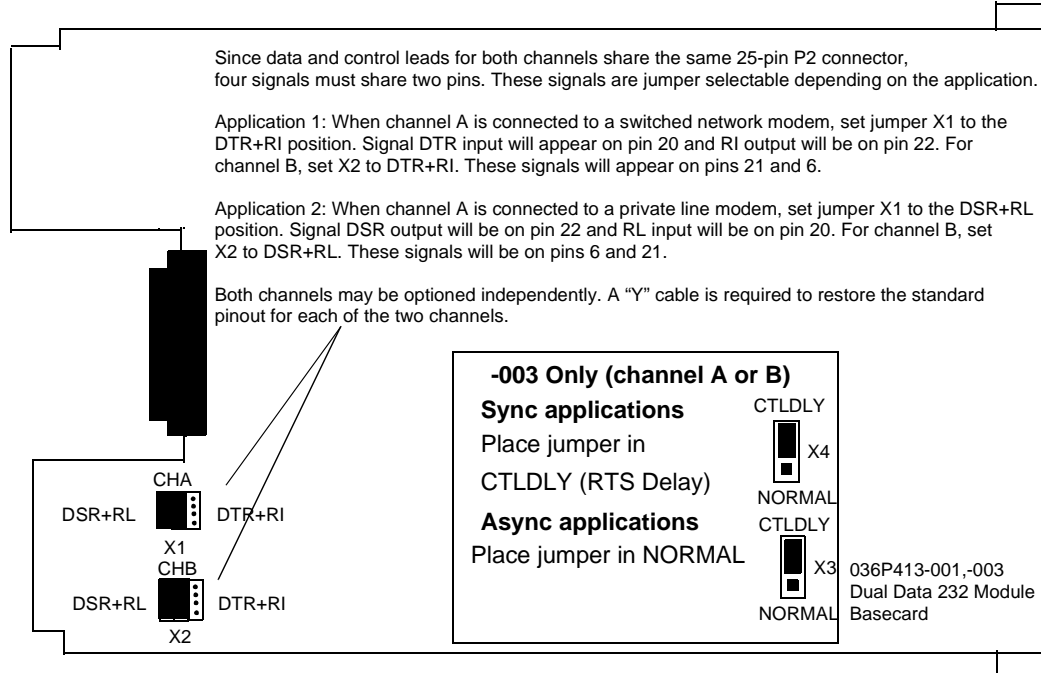 Since data and control leads for both channels share the same 25-pin P2 connector,
four signals must share two pins. These signals are jumper selectable depending on the application.
Application 1: When channel A is connected to a switched network modem, set jumper X1 to the
DTR+RI position. Signal DTR input will appear on pin 20 and RI output will be on pin 22. For
channel B, set X2 to DTR+RI. These signals will appear on pins 21 and 6.
Application 2: When channel A is connected to a private line modem, set jumper X1 to the DSR+RL
position. Signal DSR output will be on pin 22 and RL input will be on pin 20. For channel B, set
X2 to DSR+RL. These signals will be on pins 6 and 21.
Both channels may be optioned independently. A “Y” cable is required to restore the standard
pinout for each of the two channels.
-003 Only (channel A or B)
Sync applications
Place jumper in
CTLDLY (RTS Delay)
Async applications
Place jumper in NORMAL
CTLDLY
X4
NORMAL
CTLDLY
X3
NORMAL
036P413-001,-003
Dual Data 232 Module
Basecard
CHA
DSR+RL
DTR+RI
X1
CHB
DSR+RL
DTR+RI
X2